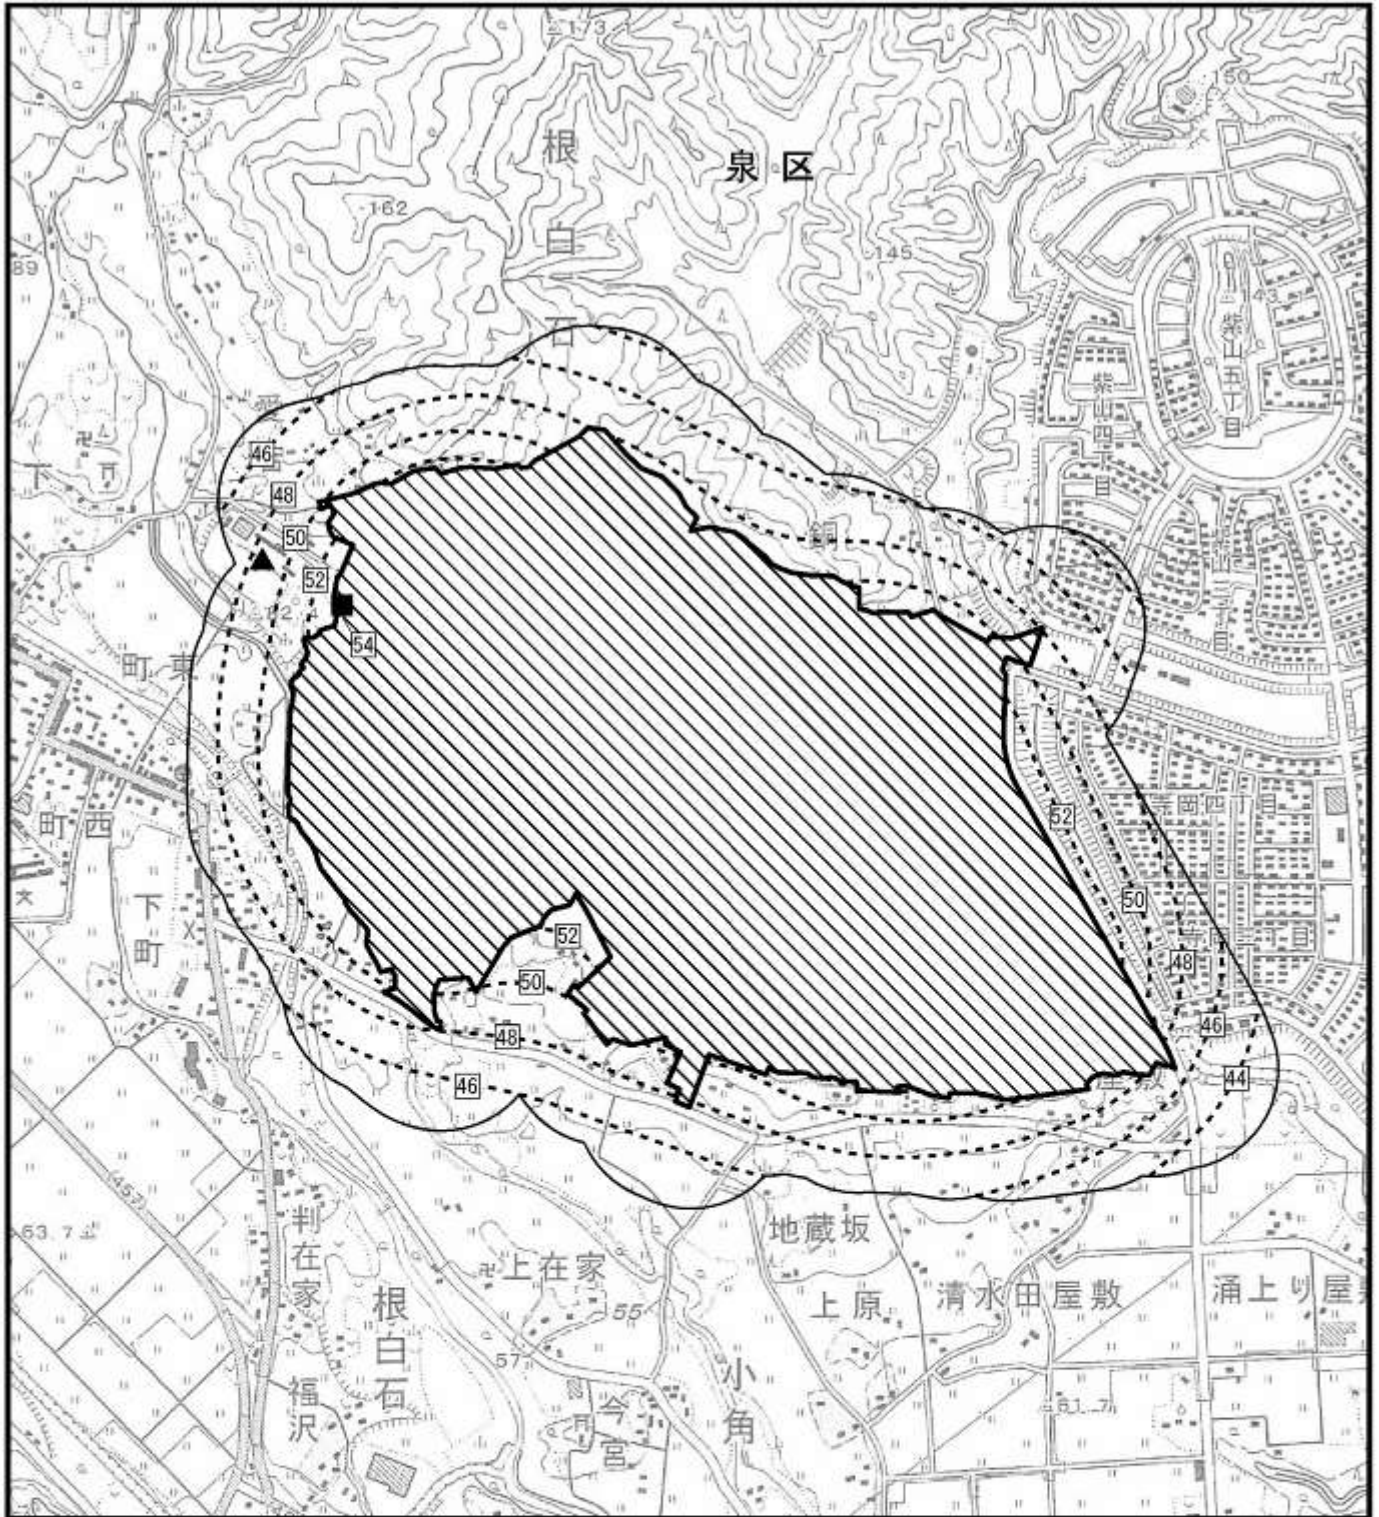 173
150
根白石
泉区
162
145
89
143
紫山五丁目
紫山四丁目
46
48
50
52
54
下町
町東
町西
寺岡四丁目
52
50
48
46
44
52
50
48
46
(457)
63.7
判在家
根白石
福沢
上在家
55
57
今宮
小角
地蔵坂
上原
清水田屋敷
涌上り屋
61.7